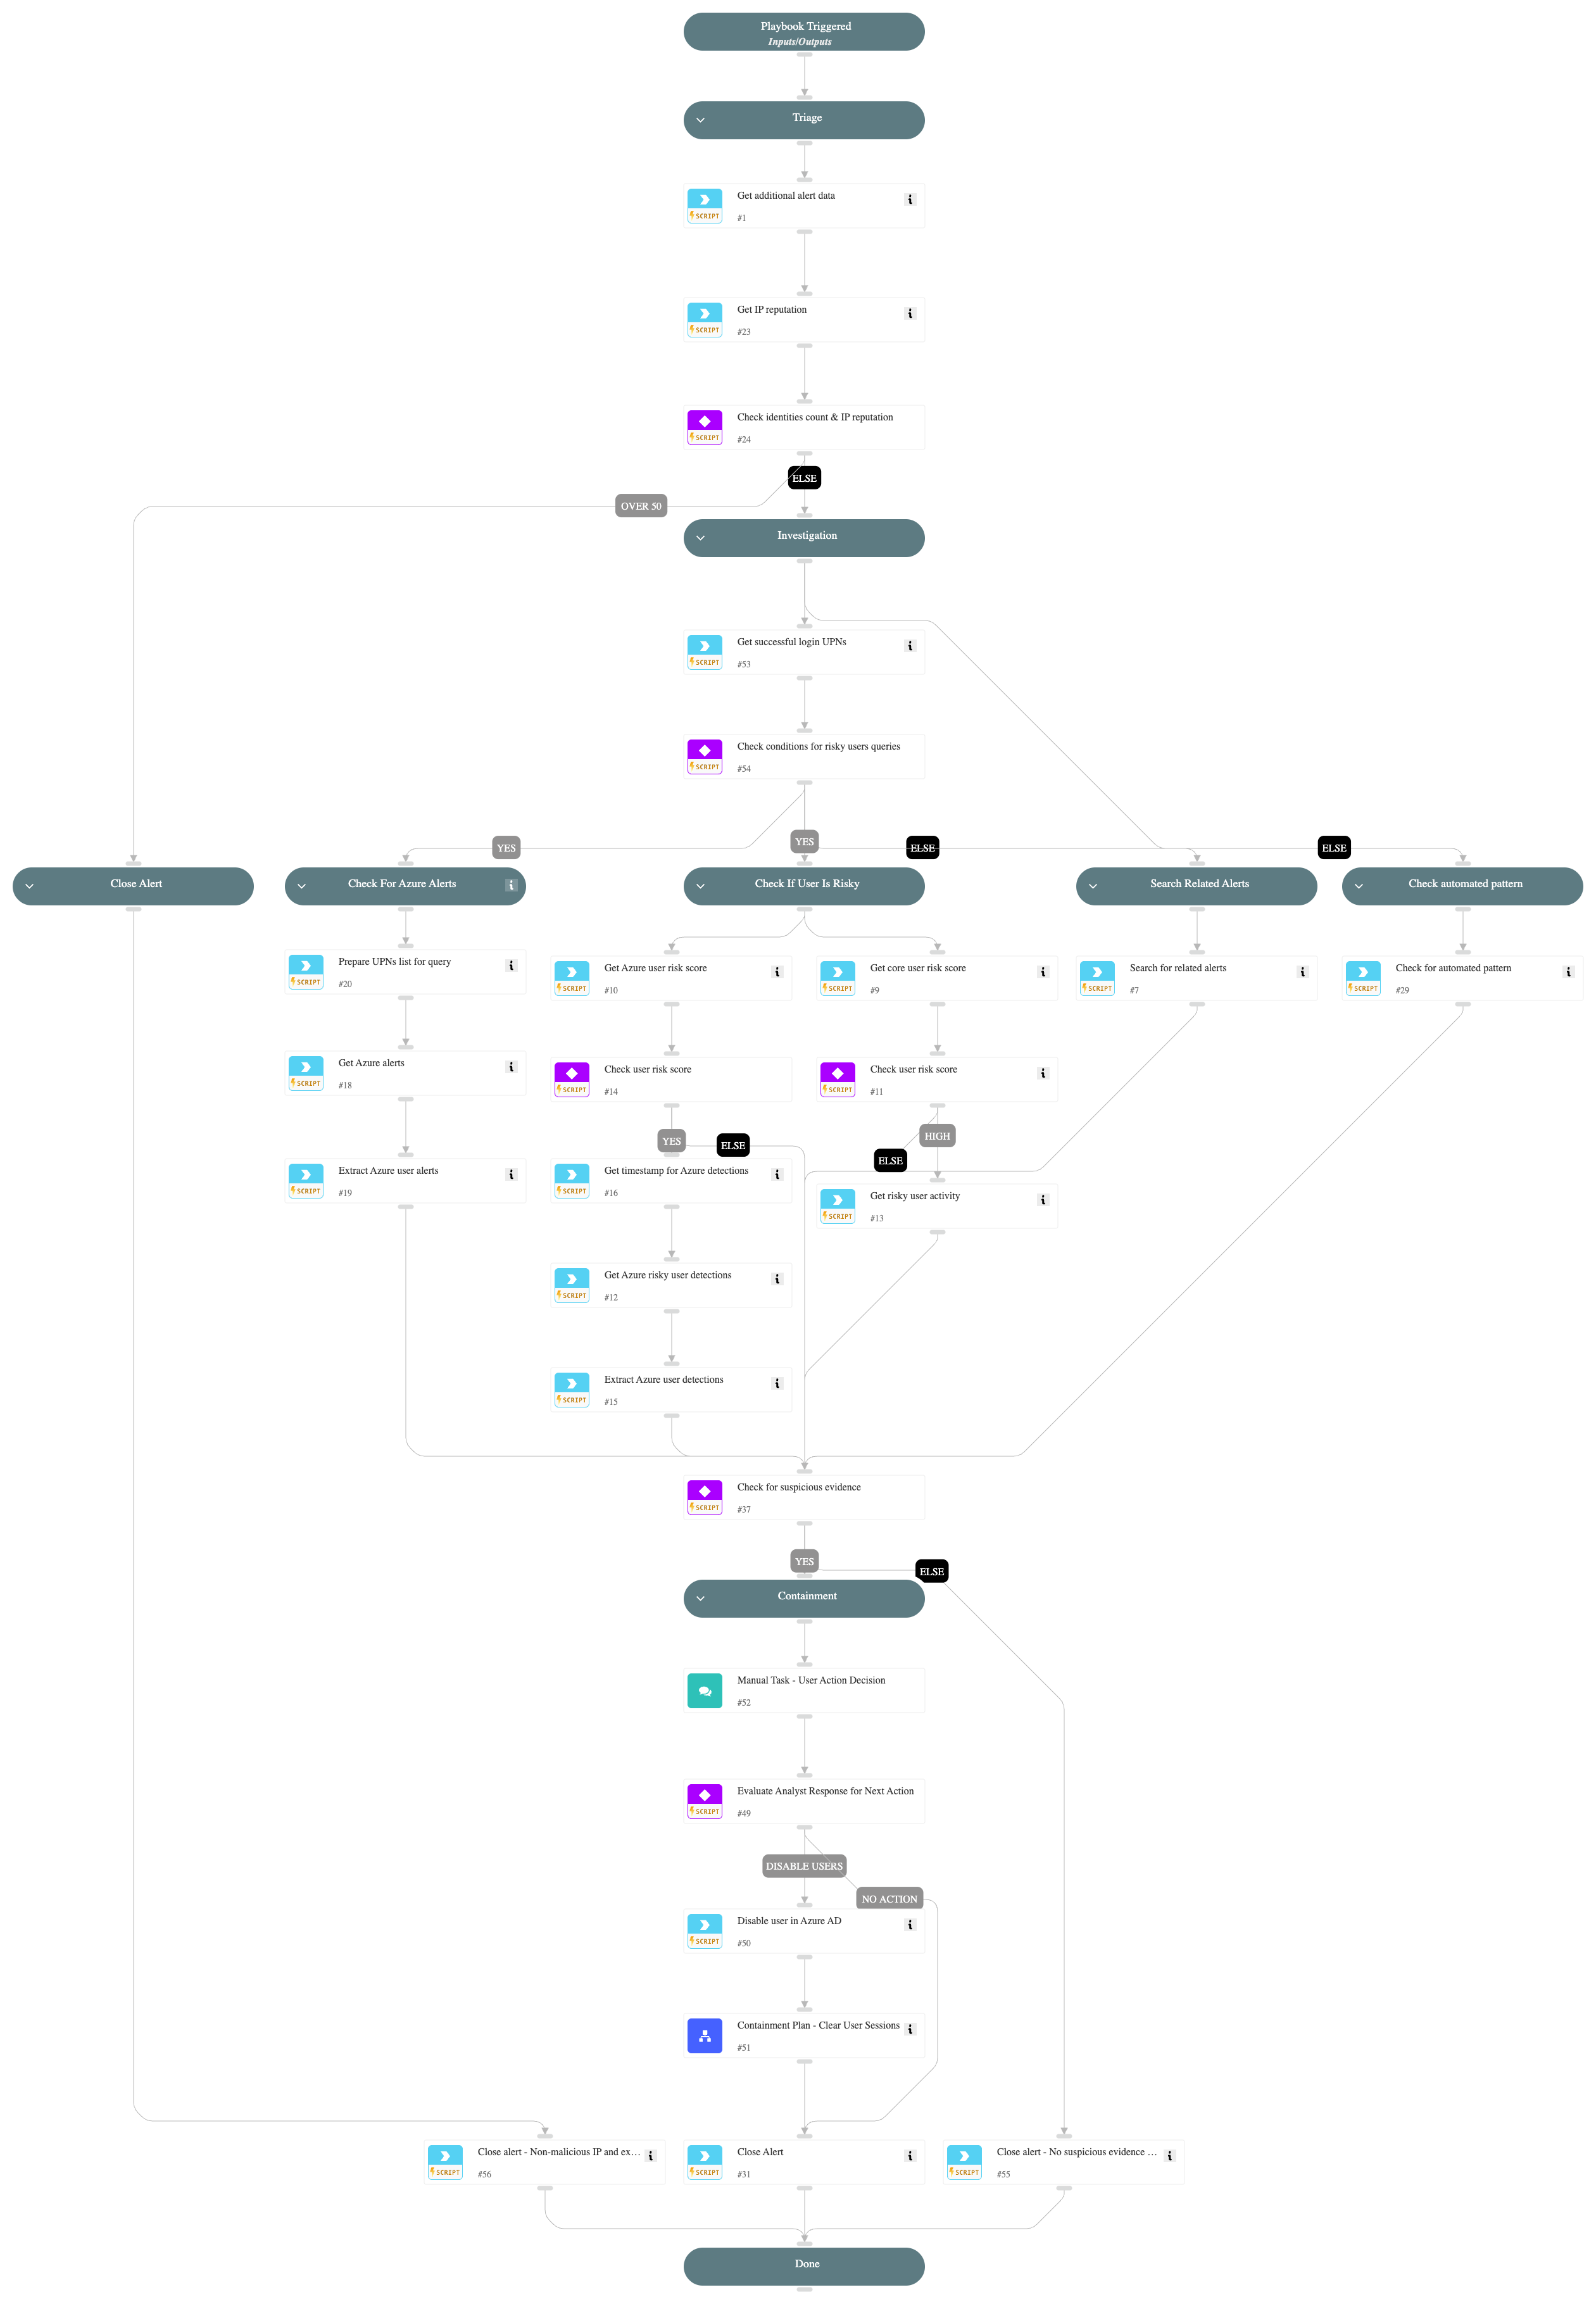 Playbook Triggered
Inputs/Outputs
Triage
Get additional alert data
SCRIPT
#1
Get IP reputation
SCRIPT
#23
Check identities count & IP reputation
SCRIPT
#24
ELSE
OVER 50
Investigation
Get successful login UPNs
SCRIPT
#53
Check conditions for risky users queries
SCRIPT
#54
YES
YES
ELSE
ELSE
Close Alert
Check For Azure Alerts
Check If User Is Risky
Search Related Alerts
Check automated pattern
Prepare UPNs list for query
SCRIPT
#20
Get Azure user risk score
SCRIPT
#10
Get core user risk score
SCRIPT
#9
Search for related alerts
SCRIPT
#7
Check for automated pattern
SCRIPT
#29
Get Azure alerts
SCRIPT
#18
Check user risk score
SCRIPT
#14
Check user risk score
SCRIPT
#11
YES
ELSE
HIGH
ELSE
Extract Azure user alerts
SCRIPT
#19
Get timestamp for Azure detections
SCRIPT
#16
Get risky user activity
SCRIPT
#13
Get Azure risky user detections
SCRIPT
#12
Extract Azure user detections
SCRIPT
#15
Check for suspicious evidence
SCRIPT
#37
YES
ELSE
Containment
Manual Task - User Action Decision
#52
Evaluate Analyst Response for Next Action
SCRIPT
#49
DISABLE USERS
NO ACTION
Disable user in Azure AD
SCRIPT
#50
Containment Plan - Clear User Sessions
#51
Close alert - Non-malicious IP and ex…
SCRIPT
#56
Close Alert
SCRIPT
#31
Close alert - No suspicious evidence …
SCRIPT
#55
Done